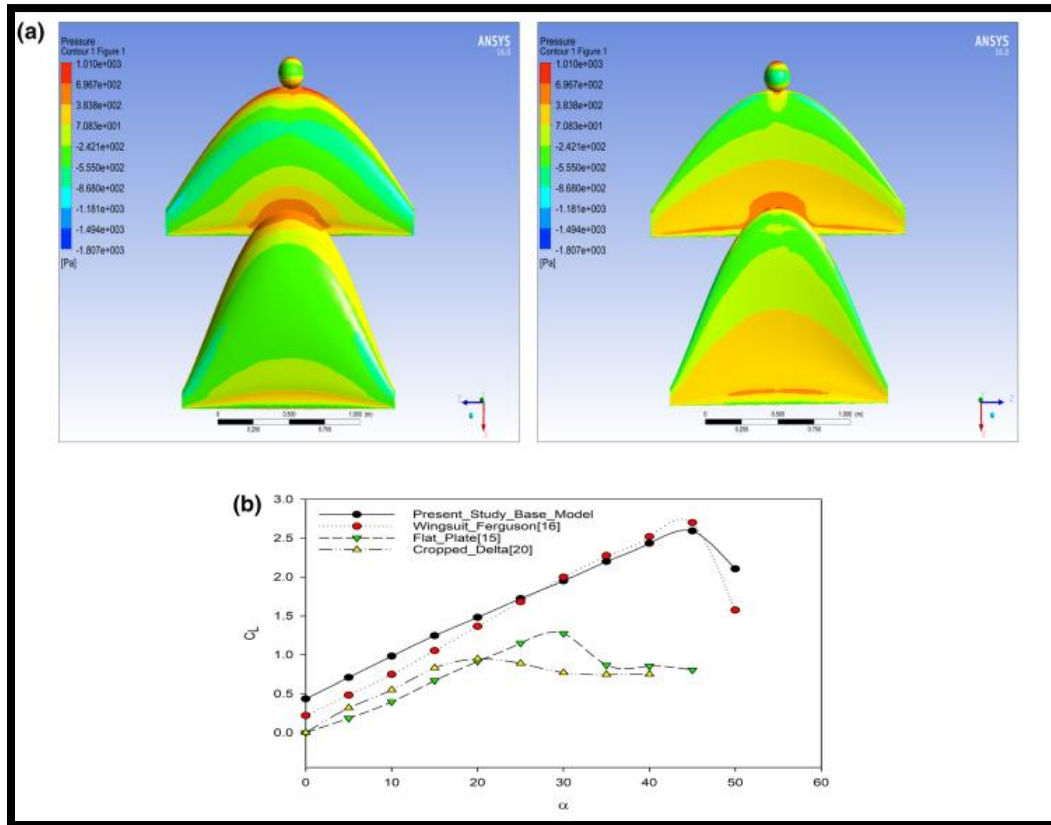 (a)
Pressure
Contour 1 Figure 1
1.010e+003
6.967e+002
3.838e+002
7.083e+001
-2.421e+002
-5.550e+002
-8.680e+002
-1.181e+003
-1.494e+003
-1.807e+003
[Pa]
ANSYS
16.0
0 0.500 1.000 (m)
0.250 0.750
Z
X
Pressure
Contour 1 Figure 1
1.010e+003
6.967e+002
3.838e+002
7.083e+001
-2.421e+002
-5.550e+002
-8.680e+002
-1.181e+003
-1.494e+003
-1.807e+003
[Pa]
ANSYS
16.0
0 0.500 1.000 (m)
0.250 0.750
Z
X
(b)
Present_Study_Base_Model
Wingsuit_Ferguson[16]
Flat_Plate[15]
Cropped_Delta[20]
3.0
2.5
2.0
1.5
1.0
0.5
0.0
CL
0 10 20 30 40 50 60
α